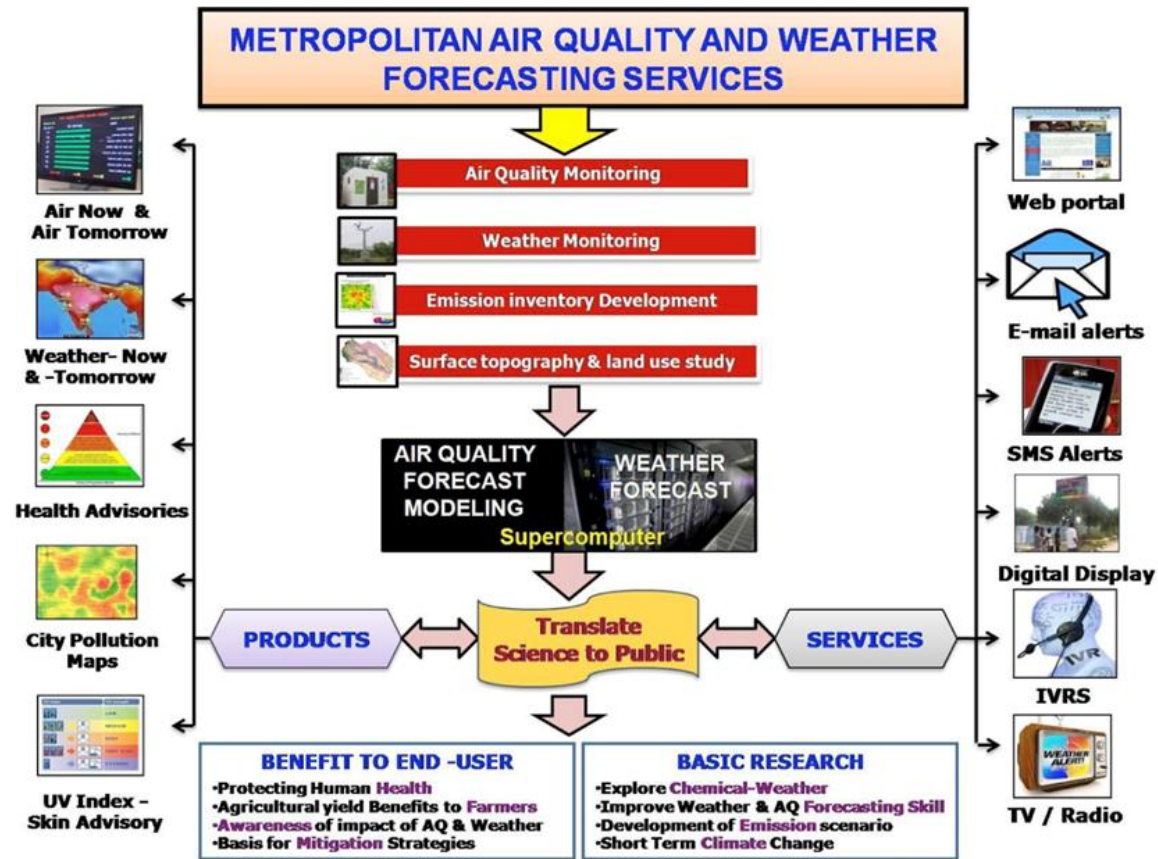 METROPOLITAN AIR QUALITY AND WEATHER
FORECASTING SERVICES
Air Quality Monitoring
Weather Monitoring
Emission inventory Development
Surface topography & land use study
AIR QUALITY
FORECAST
MODELING
WEATHER
FORECAST
Supercomputer
PRODUCTS
Translate
Science to Public
SERVICES
Air Now &
Air Tomorrow
Weather- Now
& -Tomorrow
Health Advisories
City Pollution
Maps
UV Index –
Skin Advisory
Web portal
E-mail alerts
SMS Alerts
Digital Display
IVR
IVRS
WEATHER
ALERT!
TV / Radio
BENEFIT TO END -USER
•Protecting Human Health
•Agricultural yield Benefits to Farmers
•Awareness of impact of AQ & Weather
•Basis for Mitigation Strategies
BASIC RESEARCH
•Explore Chemical-Weather
•Improve Weather & AQ Forecasting Skill
•Development of Emission scenario
•Short Term Climate Change